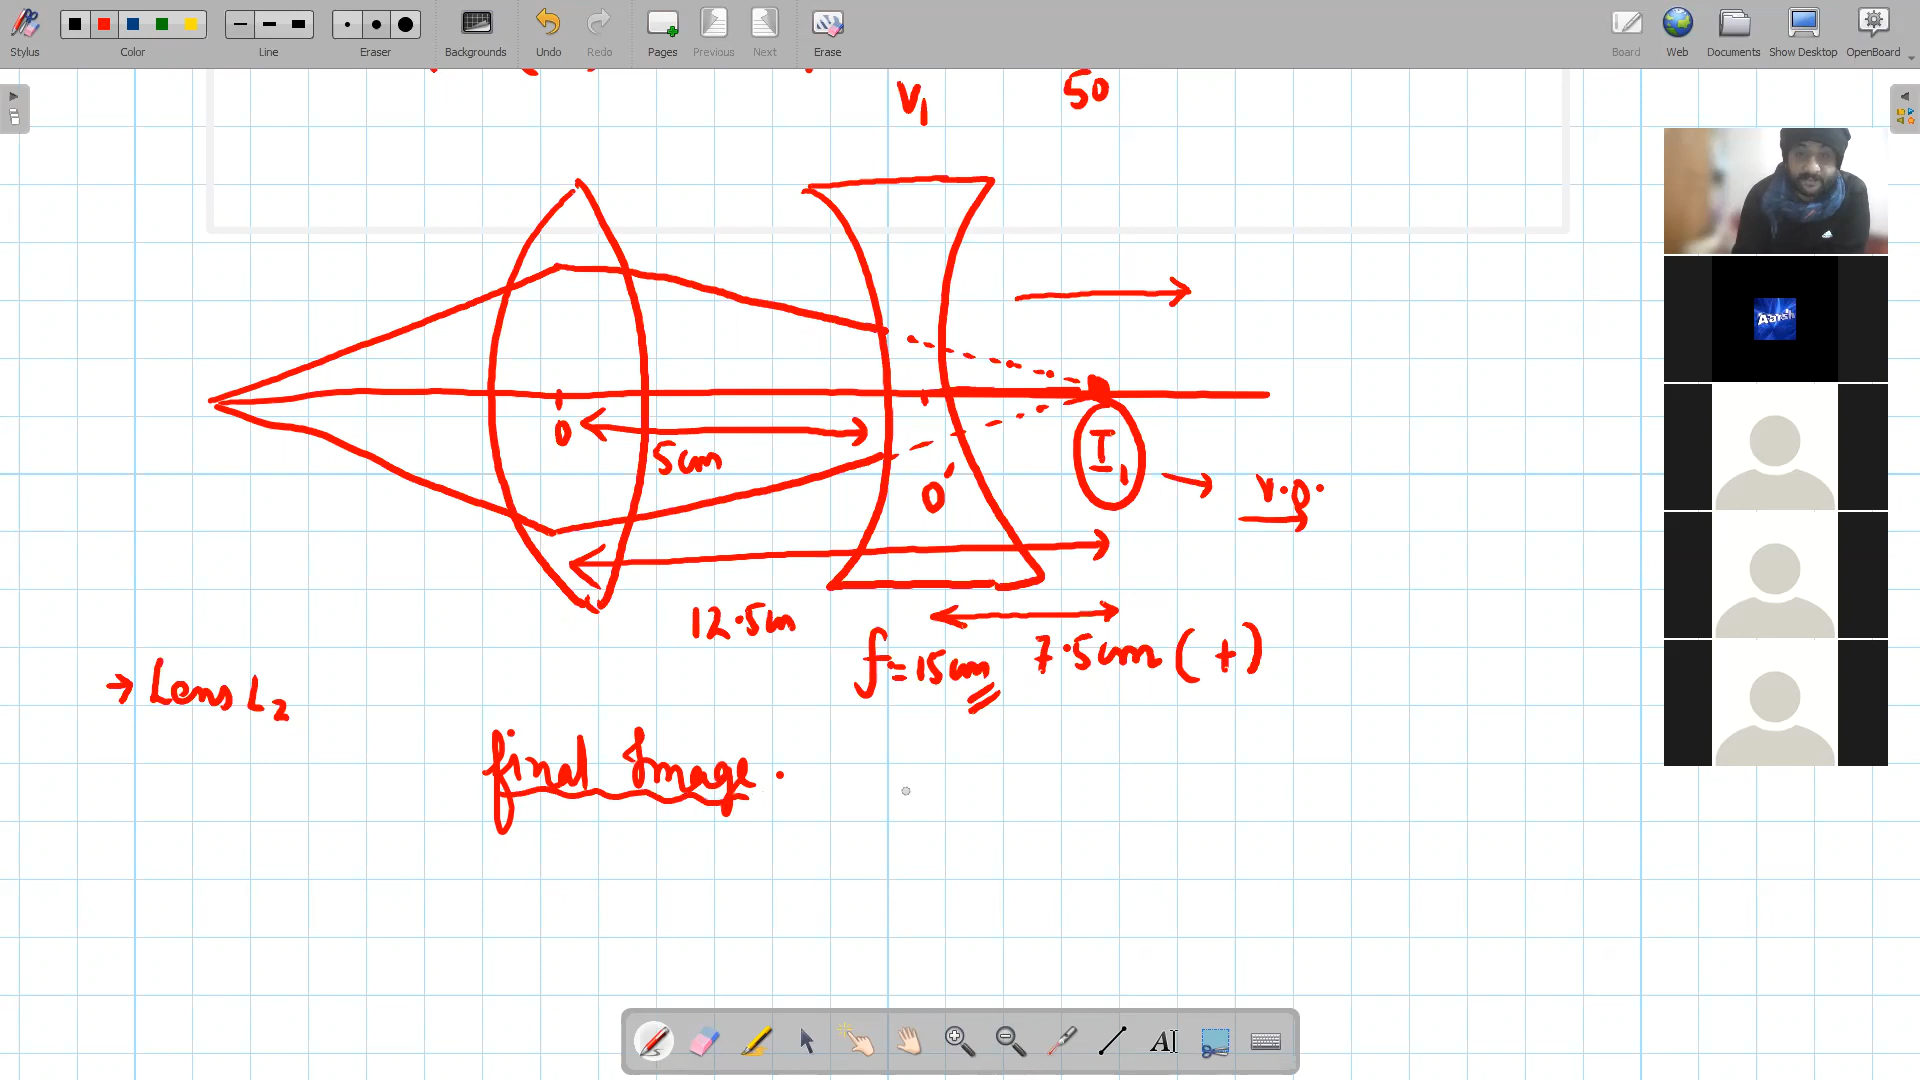 Stylus
Color
Line
Eraser
Backgrounds
Undo
Redo
Pages
Previous
Next
Erase
Board
Web
Documents
Show Desktop
OpenBoard
V1
50
O
5cm
O'
I1
V.O.
12.5cm
f=15cm
7.5cm (+)
→ Lens L2
final Image.
Aarsh